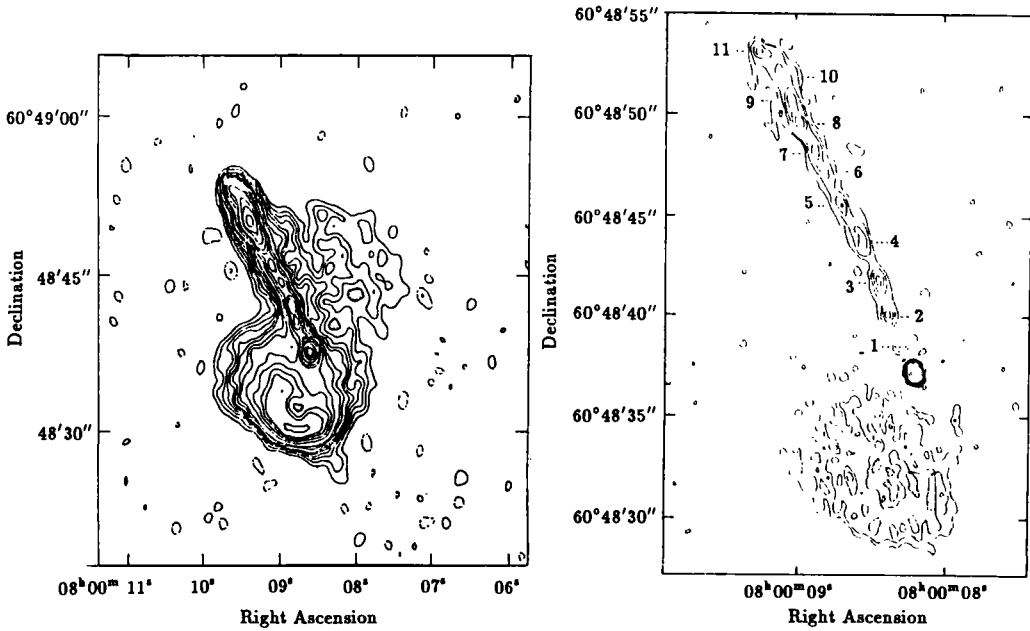 60°49′00″
48′45″
48′30″
Declination
08ʰ00ᵐ 11ˢ
10ˢ
09ˢ
08ˢ
07ˢ
06ˢ
Right Ascension
60°48′55″
60°48′50″
60°48′45″
60°48′40″
60°48′35″
60°48′30″
Declination
11
10
9
8
7
6
5
4
3
2
1
08ʰ00ᵐ09ˢ
08ʰ00ᵐ08ˢ
Right Ascension